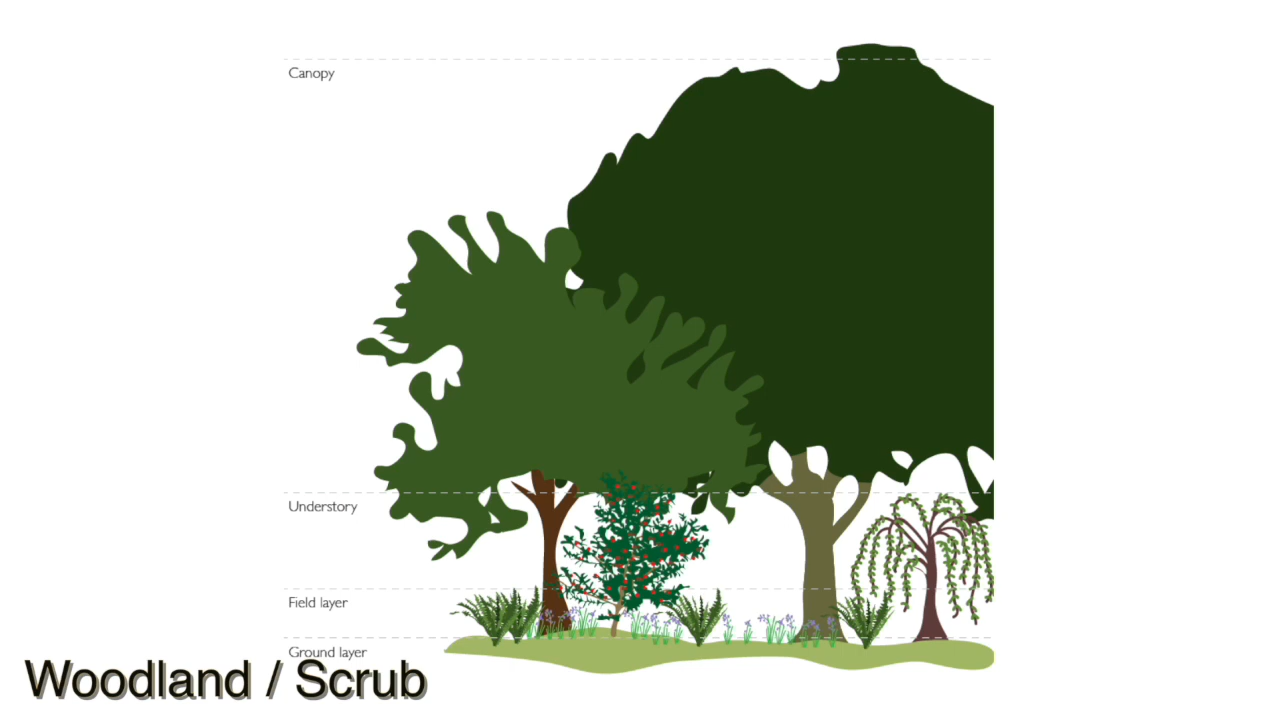 Canopy
Understory
Field layer
Ground layer
Woodland / Scrub